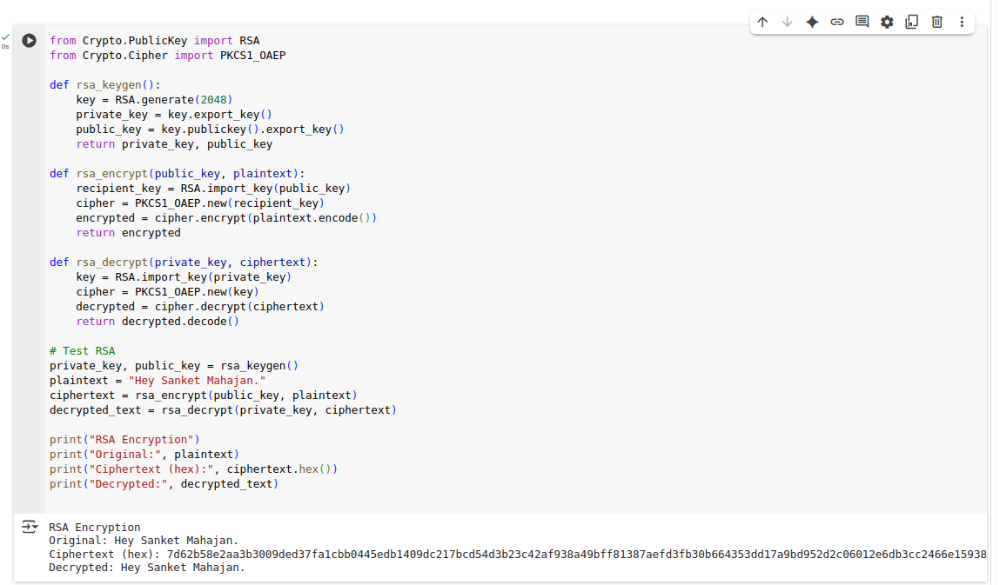 0s
from Crypto.PublicKey import RSA
from Crypto.Cipher import PKCS1_OAEP
def rsa_keygen():
    key = RSA.generate(2048)
    private_key = key.export_key()
    public_key = key.publickey().export_key()
    return private_key, public_key
def rsa_encrypt(public_key, plaintext):
    recipient_key = RSA.import_key(public_key)
    cipher = PKCS1_OAEP.new(recipient_key)
    encrypted = cipher.encrypt(plaintext.encode())
    return encrypted
def rsa_decrypt(private_key, ciphertext):
    key = RSA.import_key(private_key)
    cipher = PKCS1_OAEP.new(key)
    decrypted = cipher.decrypt(ciphertext)
    return decrypted.decode()
# Test RSA
private_key, public_key = rsa_keygen()
plaintext = "Hey Sanket Mahajan."
ciphertext = rsa_encrypt(public_key, plaintext)
decrypted_text = rsa_decrypt(private_key, ciphertext)
print("RSA Encryption")
print("Original:", plaintext)
print("Ciphertext (hex):", ciphertext.hex())
print("Decrypted:", decrypted_text)
RSA Encryption
Original: Hey Sanket Mahajan.
Ciphertext (hex): 7d62b58e2aa3b3009ded37fa1cbb0445edb1409dc217bcd54d3b23c42af938a49bff81387aefd3fb30b664353dd17a9bd952d2c06012e6db3cc2466e15938
Decrypted: Hey Sanket Mahajan.